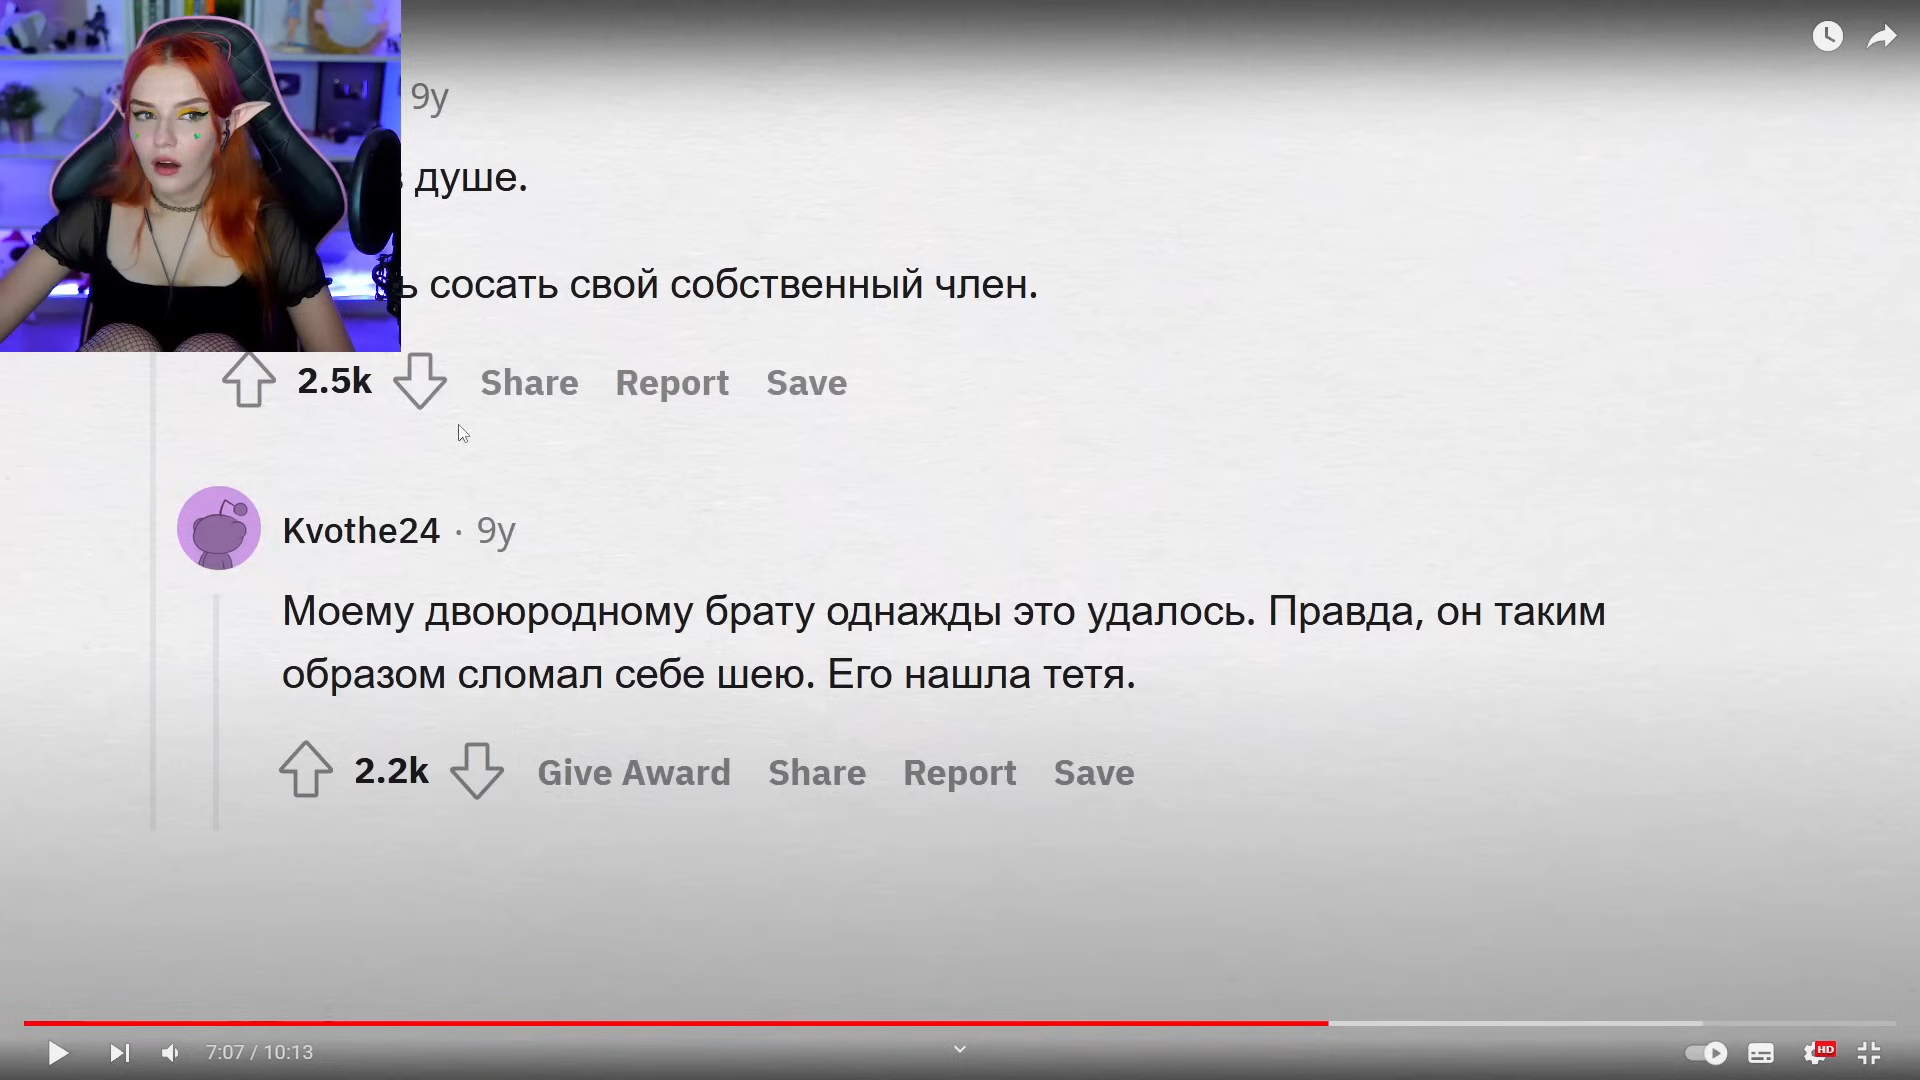 9y
душе.
ь сосать свой собственный член.
2.5k Share Report Save
Kvothe24 · 9y
Моему двоюродному брату однажды это удалось. Правда, он таким
образом сломал себе шею. Его нашла тетя.
2.2k Give Award Share Report Save
7:07 / 10:13
HD